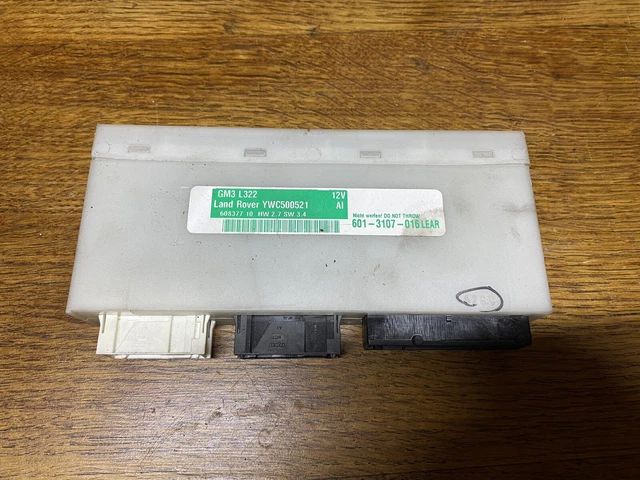 GM3 L322 12V
Land Rover YWC500521 AI
608377 10 HW 2.7 SW 3.4
Nicht werfen! DO NOT THROW
601-3107-016 LEAR